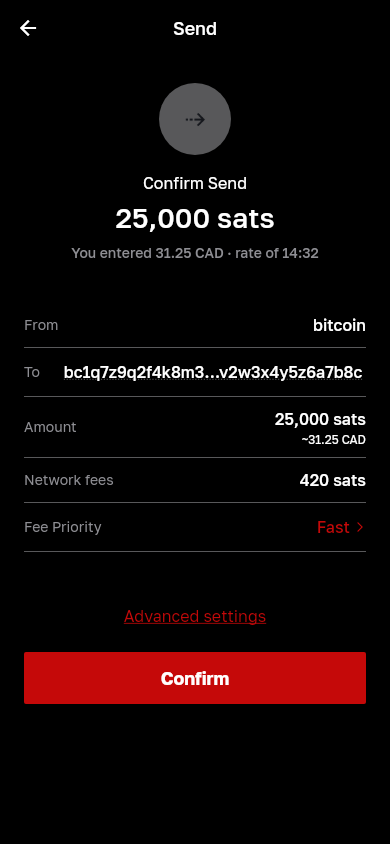 Send
Confirm Send
25,000 sats
You entered 31.25 CAD · rate of 14:32
From
bitcoin
To
bc1q7z9q2f4k8m3...v2w3x4y5z6a7b8c
Amount
25,000 sats
~31.25 CAD
Network fees
420 sats
Fee Priority
Fast
Advanced settings
Confirm